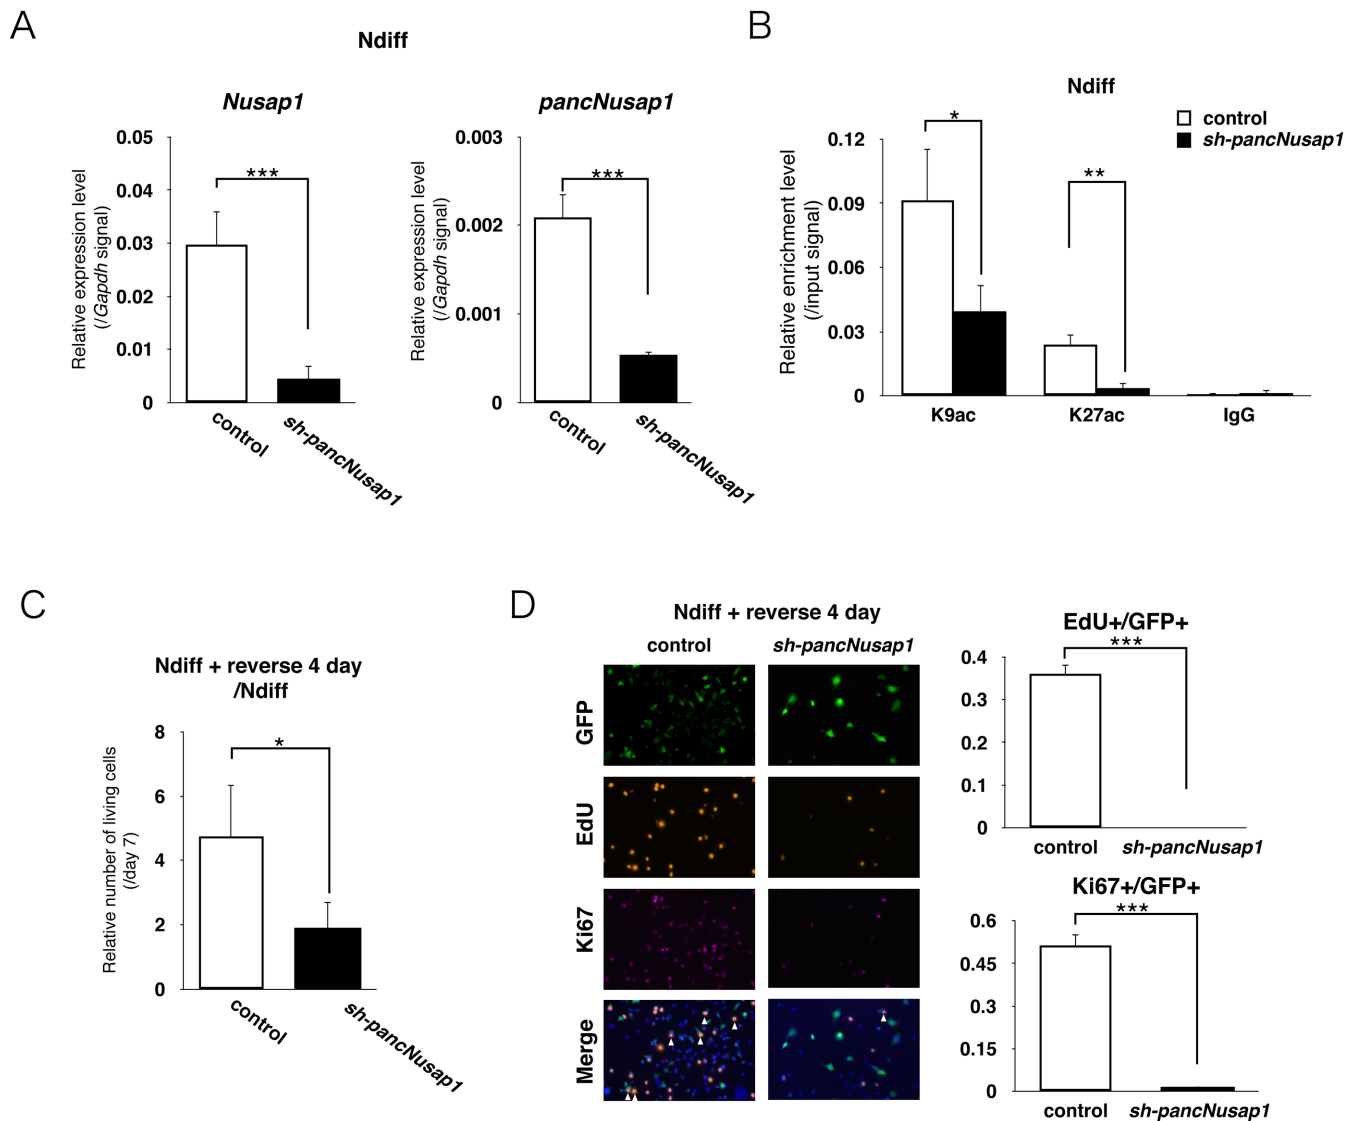 A
Ndiff
Nusap1
Relative expression level
(/Gapdh signal)
0.05
0.04
0.03
0.02
0.01
0
***
control
sh-pancNusap1
pancNusap1
Relative expression level
(/Gapdh signal)
0.003
0.002
0.001
0
***
control
sh-pancNusap1
B
Ndiff
control
sh-pancNusap1
Relative enrichment level
(/input signal)
0.12
0.09
0.06
0.03
0
*
**
K9ac
K27ac
IgG
C
Ndiff + reverse 4 day
/Ndiff
Relative number of living cells
(/day 7)
8
6
4
2
0
*
control
sh-pancNusap1
D
Ndiff + reverse 4 day
control
sh-pancNusap1
GFP
EdU
Ki67
Merge
EdU+/GFP+
***
0.4
0.3
0.2
0.1
0
control
sh-pancNusap1
Ki67+/GFP+
***
0.6
0.45
0.3
0.15
0
control
sh-pancNusap1